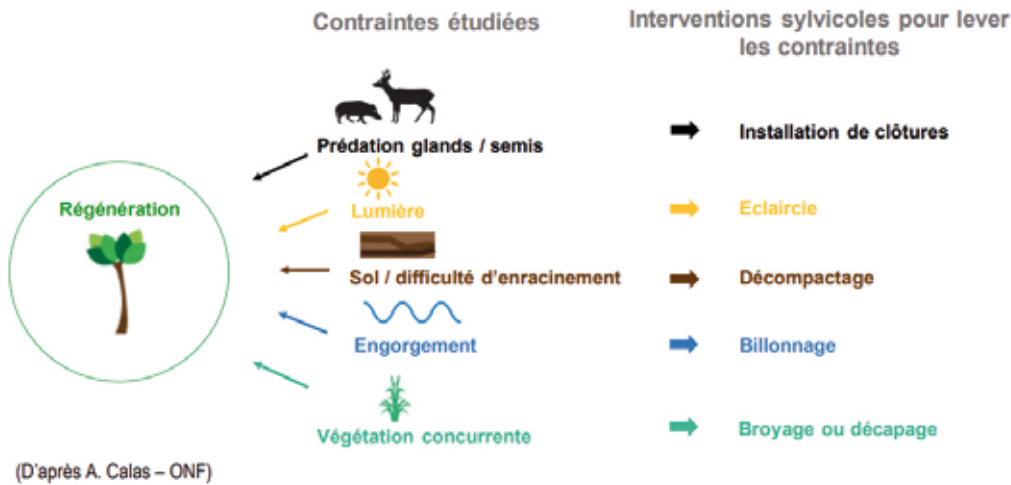 Contraintes étudiées
Interventions sylvicoles pour lever
les contraintes
Prédation glands / semis
Installation de clôtures
Régénération
Lumière
Eclaircie
Sol / difficulté d'enracinement
Décompactage
Engorgement
Billonnage
Végétation concurrente
Broyage ou décapage
(D'après A. Calas – ONF)